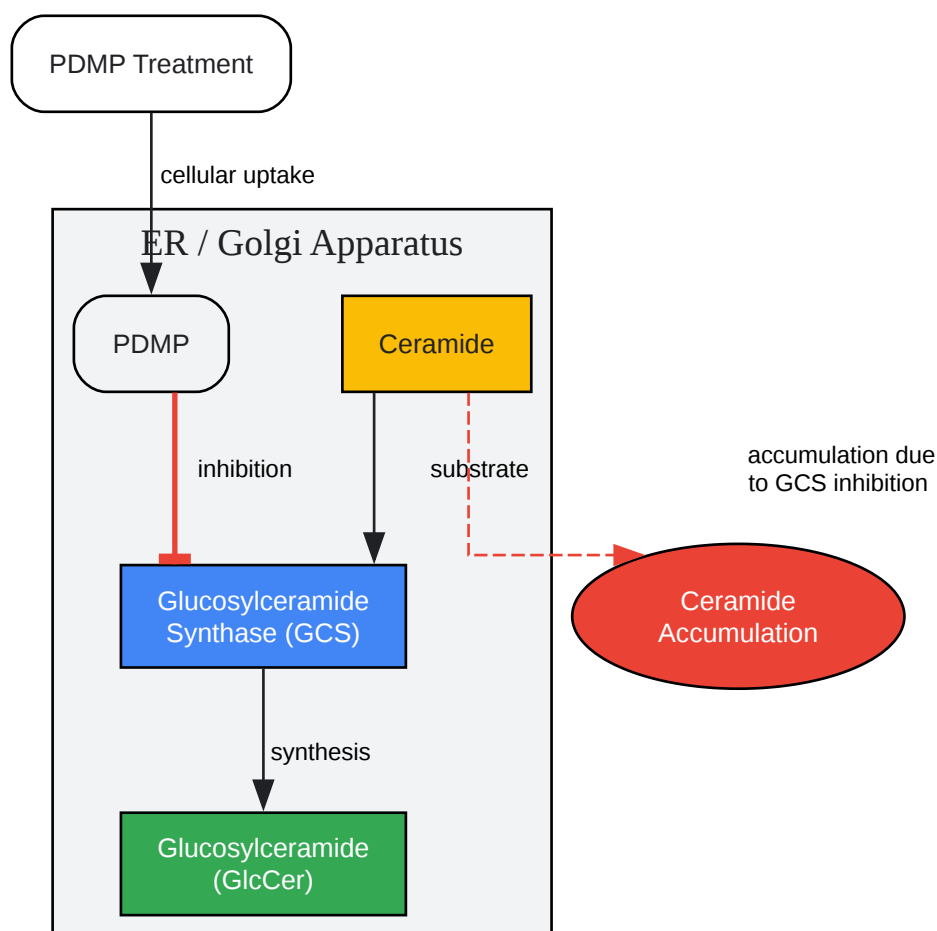 PDMP Treatment
cellular uptake
ER / Golgi Apparatus
PDMP
Ceramide
inhibition
substrate
accumulation due
to GCS inhibition
Glucosylceramide
Synthase (GCS)
Ceramide
Accumulation
synthesis
Glucosylceramide
(GlcCer)